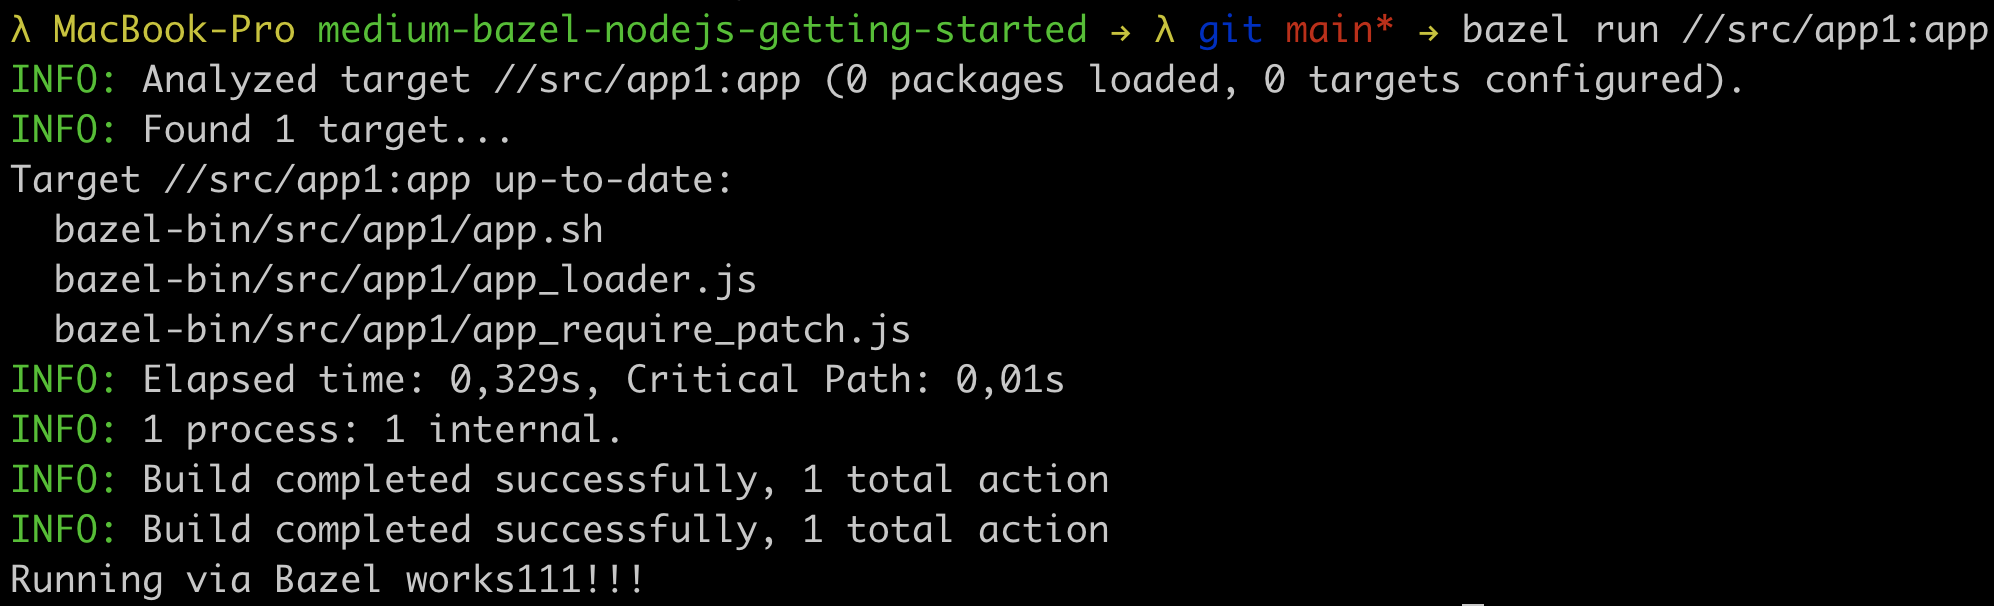 λ MacBook-Pro medium-bazel-nodejs-getting-started → λ git main* → bazel run //src/app1:app
INFO: Analyzed target //src/app1:app (0 packages loaded, 0 targets configured).
INFO: Found 1 target...
Target //src/app1:app up-to-date:
  bazel-bin/src/app1/app.sh
  bazel-bin/src/app1/app_loader.js
  bazel-bin/src/app1/app_require_patch.js
INFO: Elapsed time: 0,329s, Critical Path: 0,01s
INFO: 1 process: 1 internal.
INFO: Build completed successfully, 1 total action
INFO: Build completed successfully, 1 total action
Running via Bazel works111!!!